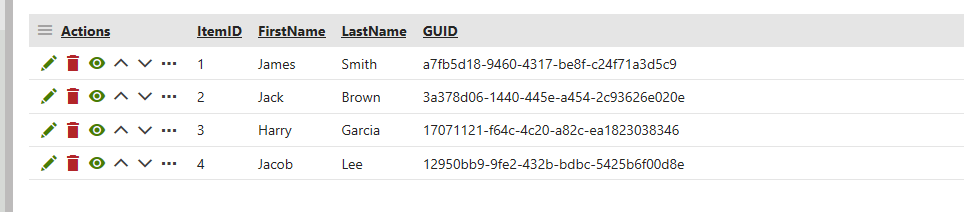 Actions ItemID FirstName LastName GUID
1 James Smith a7fb5d18-9460-4317-be8f-c24f71a3d5c9
2 Jack Brown 3a378d06-1440-445e-a454-2c93626e020e
3 Harry Garcia 17071121-f64c-4c20-a82c-ea1823038346
4 Jacob Lee 12950bb9-9fe2-432b-bdbc-5425b6f00d8e